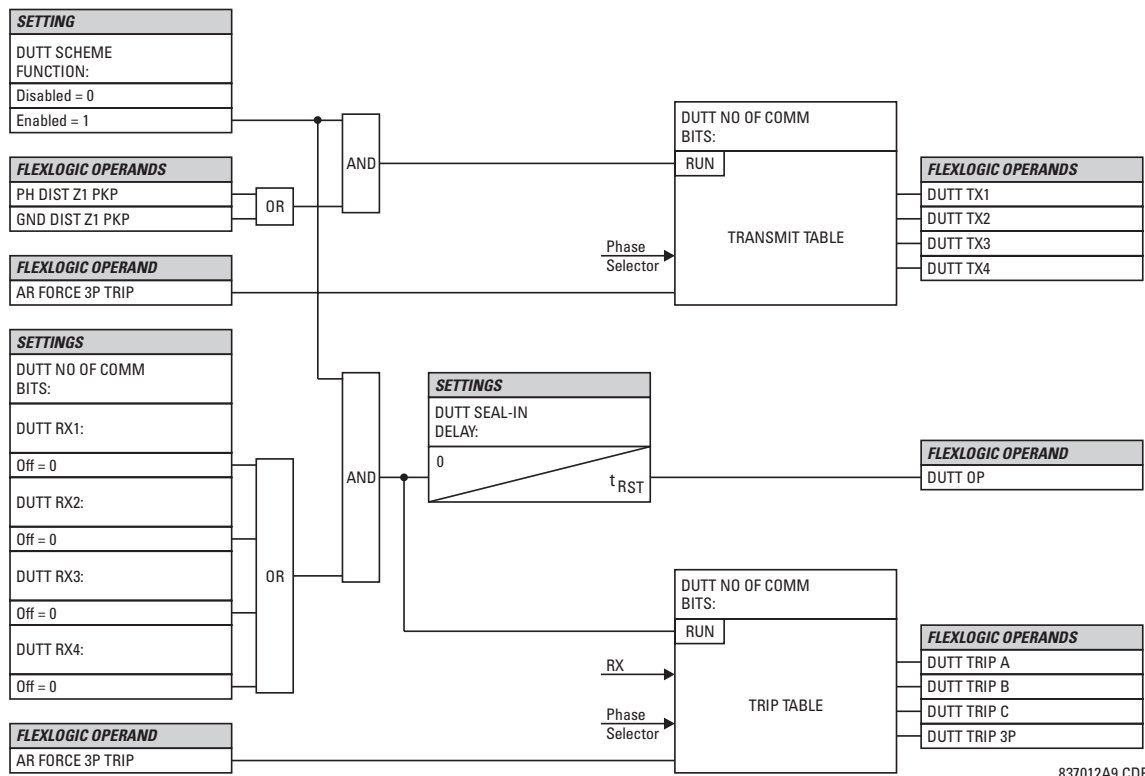 SETTING
DUTT SCHEME
FUNCTION:
Disabled = 0
Enabled = 1
FLEXLOGIC OPERANDS
PH DIST Z1 PKP
GND DIST Z1 PKP
OR
AND
FLEXLOGIC OPERAND
AR FORCE 3P TRIP
DUTT NO OF COMM
BITS:
RUN
Phase
Selector
TRANSMIT TABLE
FLEXLOGIC OPERANDS
DUTT TX1
DUTT TX2
DUTT TX3
DUTT TX4
SETTINGS
DUTT NO OF COMM
BITS:
DUTT RX1:
Off = 0
DUTT RX2:
Off = 0
DUTT RX3:
Off = 0
DUTT RX4:
Off = 0
OR
AND
SETTINGS
DUTT SEAL-IN
DELAY:
0
tRST
FLEXLOGIC OPERAND
DUTT OP
DUTT NO OF COMM
BITS:
RUN
RX
Phase
Selector
TRIP TABLE
FLEXLOGIC OPERANDS
DUTT TRIP A
DUTT TRIP B
DUTT TRIP C
DUTT TRIP 3P
FLEXLOGIC OPERAND
AR FORCE 3P TRIP
837012A9.CDR